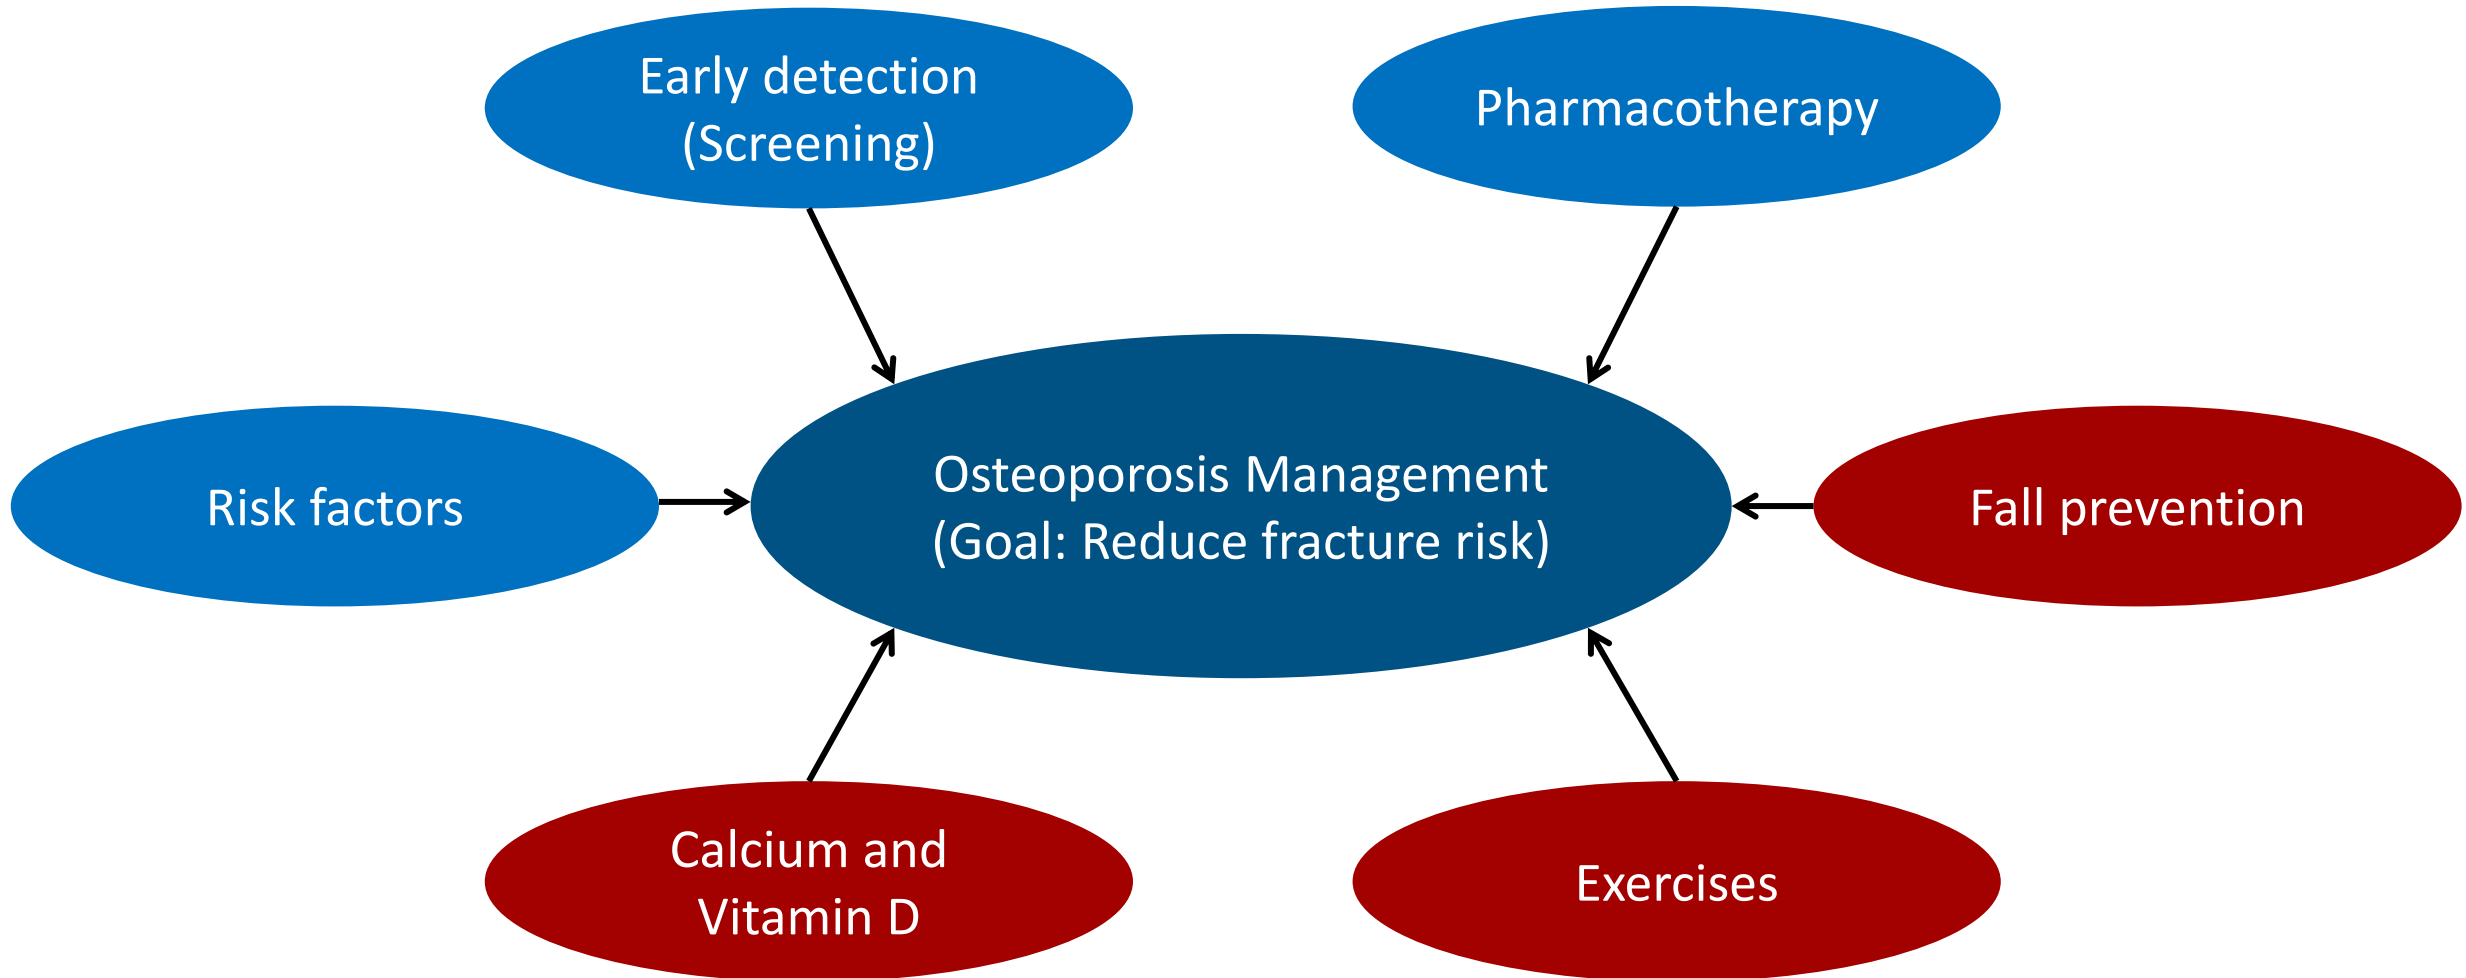 Early detection
(Screening)
Pharmacotherapy
Risk factors
Osteoporosis Management
(Goal: Reduce fracture risk)
Fall prevention
Calcium and
Vitamin D
Exercises